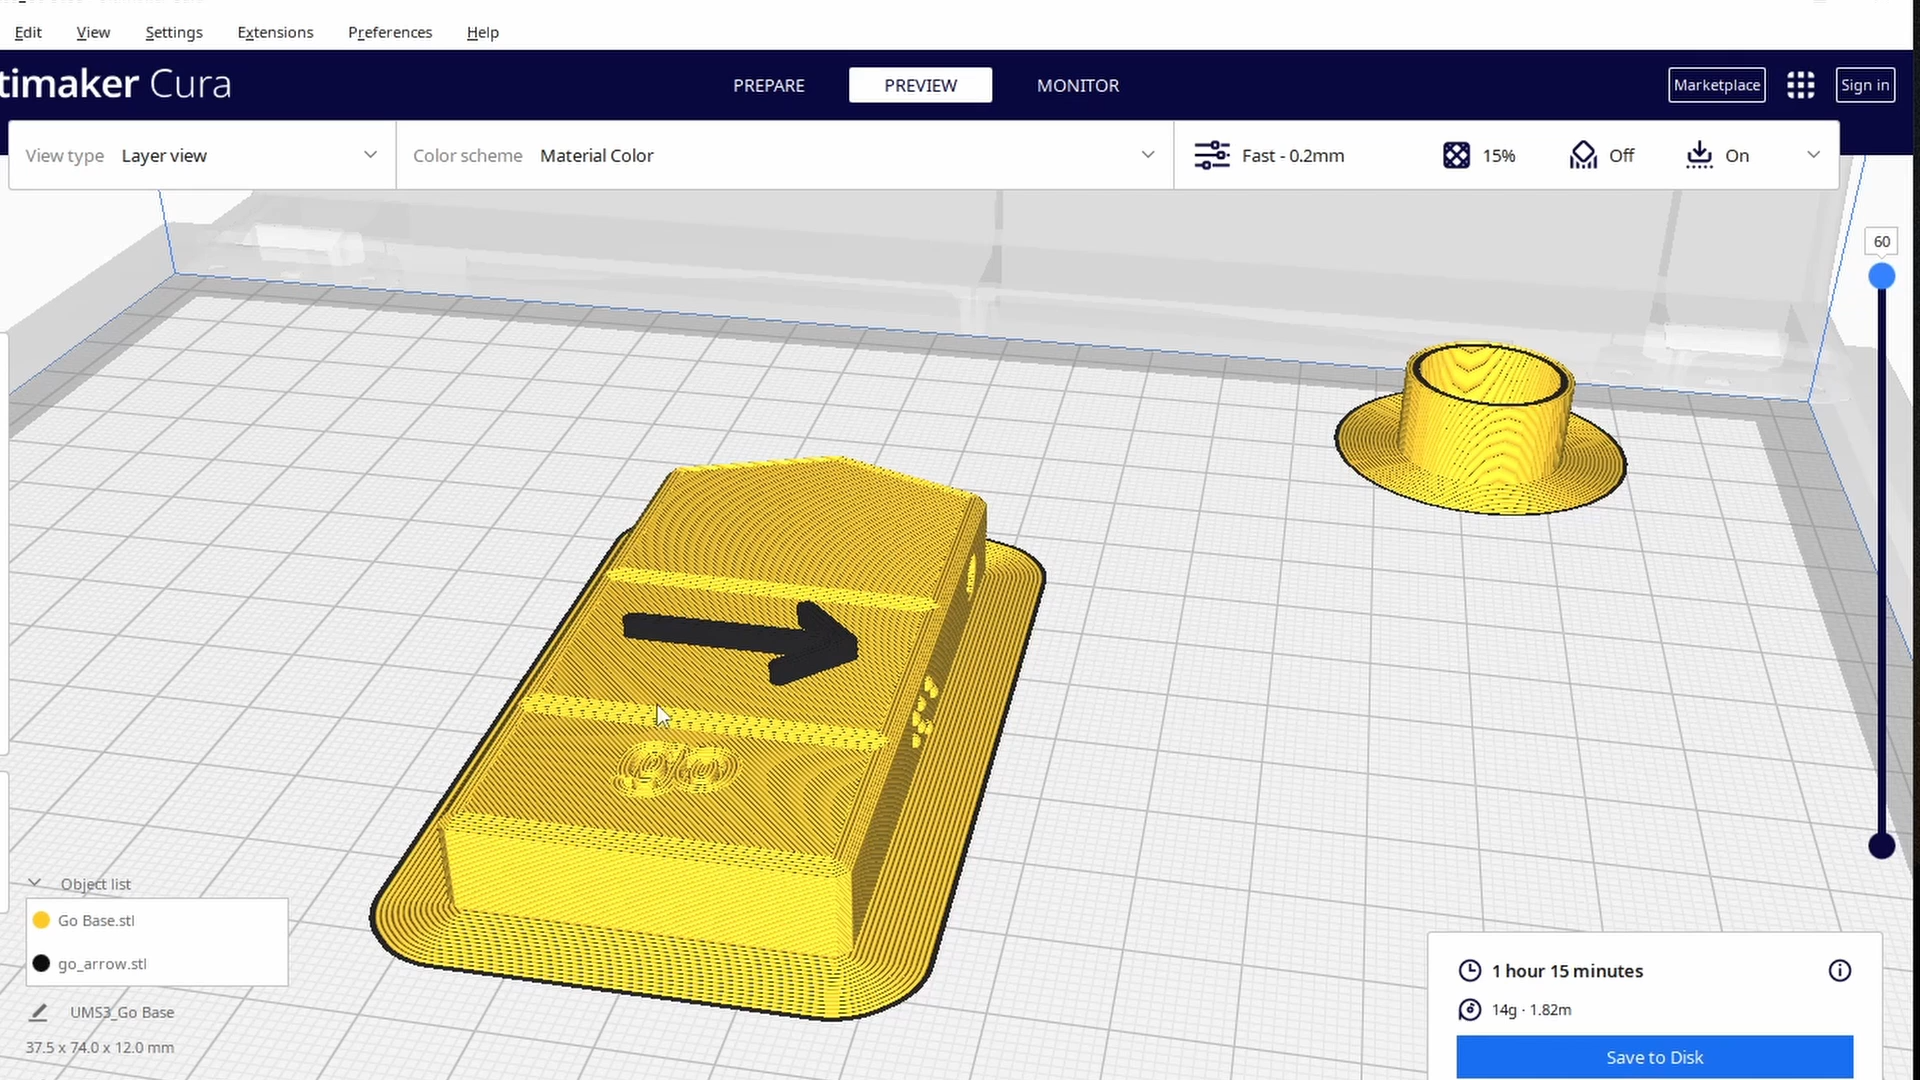 Edit View Settings Extensions Preferences Help
timaker Cura PREPARE PREVIEW MONITOR Marketplace Sign in
View type Layer view Color scheme Material Color Fast - 0.2mm 15% Off On
60
go
Object list
Go Base.stl
go_arrow.stl
UMS3_Go Base
37.5 x 74.0 x 12.0 mm
1 hour 15 minutes
14g · 1.82m
Save to Disk